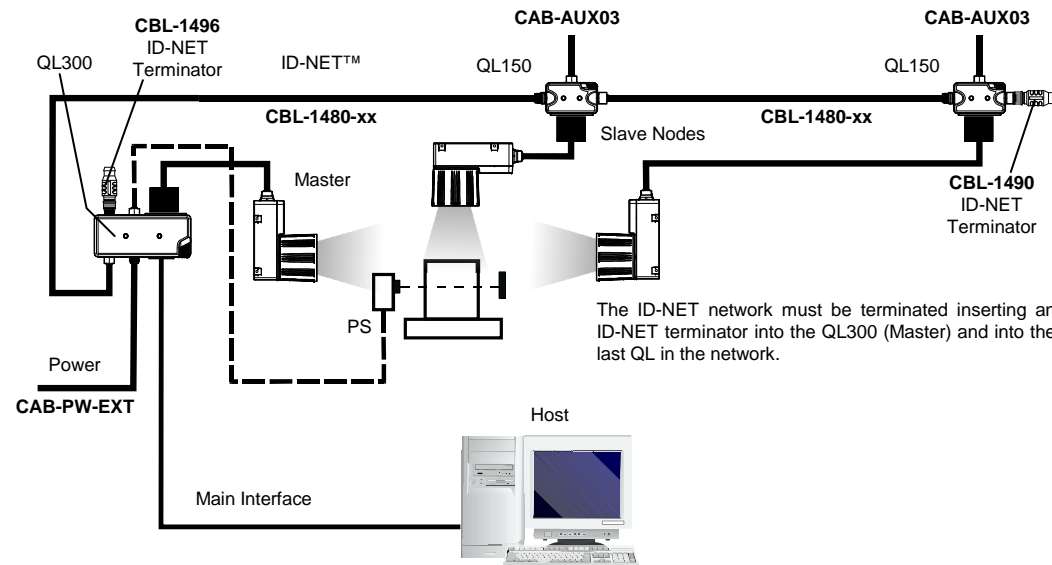 CBL-1496
ID-NET
Terminator
QL300
ID-NET™
CBL-1480-xx
CAB-AUX03
QL150
Slave Nodes
CBL-1480-xx
CAB-AUX03
QL150
CBL-1490
ID-NET
Terminator
Master
PS
The ID-NET network must be terminated inserting an
ID-NET terminator into the QL300 (Master) and into the
last QL in the network.
Power
CAB-PW-EXT
Host
Main Interface